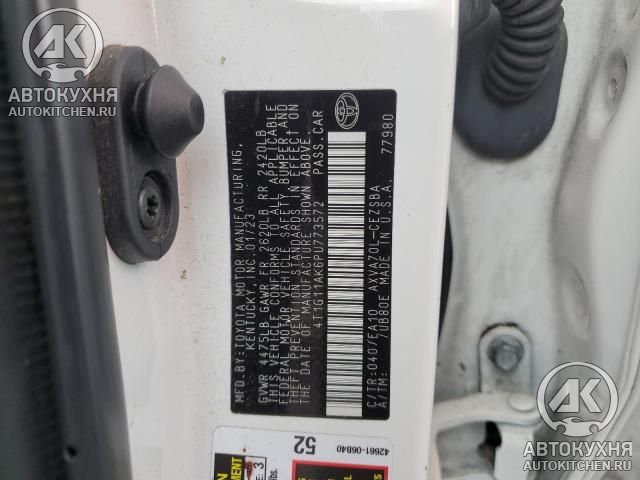 АВТОКУХНЯ
AUTOKITCHEN.RU
MFD.BY:TOYOTA MOTOR MANUFACTURING,
KENTUCKY,INC. 01/23
GVWR 4475LB GAWR FR 2620LB RR 2420LB
THIS VEHICLE CONFORMS TO ALL APPLICABLE
FEDERAL MOTOR VEHICLE SAFETY, BUMPER AND
THEFT PREVENTION STANDARDS IN EFFECT ON
THE DATE OF MANUFACTURE SHOWN ABOVE.
4T1G11AK6PU773572 PASS.CAR
C/TR:040/EA10 AXVA70L-CEZSBA
A/TM: 7UB80E MADE IN U.S.A. 77980
52
42661-06B40
АВТОКУХНЯ
AUTOKITCHEN.RU